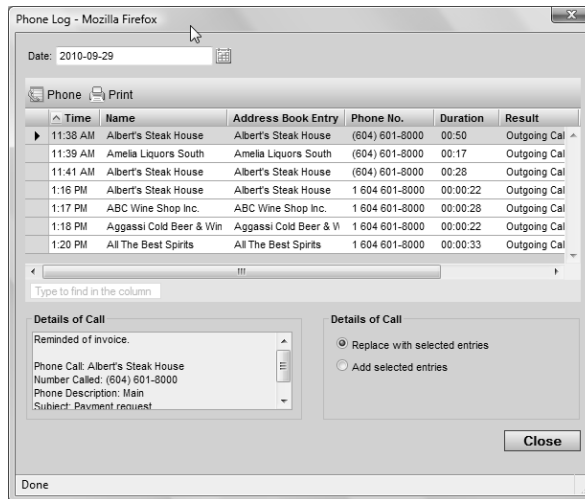 Phone Log - Mozilla Firefox
Date: 2010-09-29
Phone Print
Time Name Address Book Entry Phone No. Duration Result
11:38 AM Albert's Steak House Albert's Steak House (604) 601-8000 00:50 Outgoing Cal
11:39 AM Amelia Liquors South Amelia Liquors South (604) 601-8000 00:17 Outgoing Cal
11:41 AM Albert's Steak House Albert's Steak House (604) 601-8000 00:28 Outgoing Cal
1:16 PM Albert's Steak House Albert's Steak House 1 604 601-8000 00:00:22 Outgoing Cal
1:17 PM ABC Wine Shop Inc. ABC Wine Shop Inc. 1 604 601-8000 00:00:28 Outgoing Cal
1:18 PM Aggassi Cold Beer & Win Aggassi Cold Beer & W 1 604 601-8000 00:00:22 Outgoing Cal
1:20 PM All The Best Spirits All The Best Spirits 1 604 601-8000 00:00:33 Outgoing Cal
Type to find in the column
Details of Call
Reminded of invoice.
Phone Call: Albert's Steak House
Number Called: (604) 601-8000
Phone Description: Main
Subject: Payment request
Details of Call
Replace with selected entries
Add selected entries
Close
Done